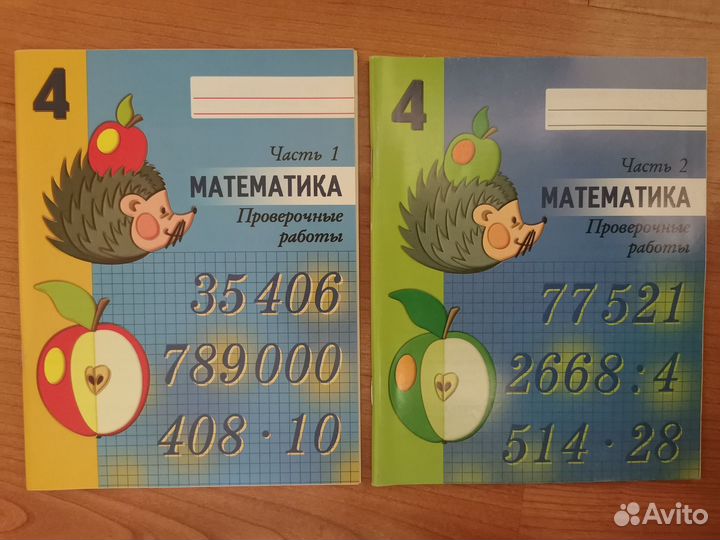 4
Часть 1
МАТЕМАТИКА
Проверочные
работы
35 406
789 000
408 · 10
4
Часть 2
МАТЕМАТИКА
Проверочные
работы
77 521
2668 : 4
514 · 28
Avito